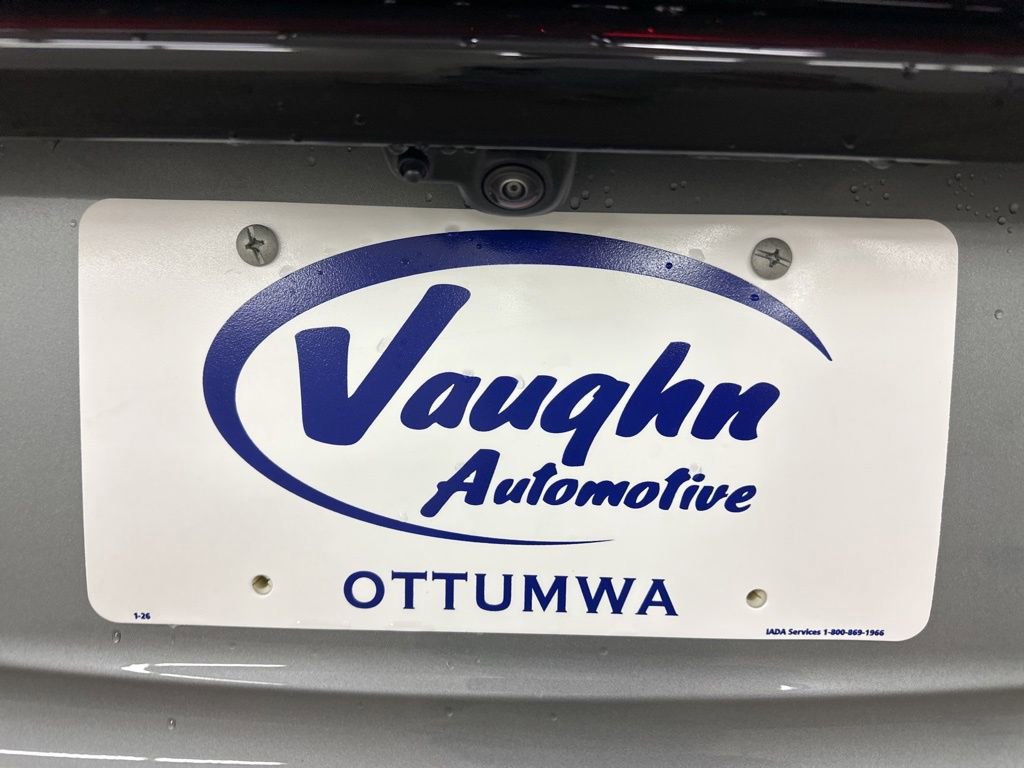 Vaughn
Automotive
OTTUMWA
1-26
IADA Services 1-800-869-1966